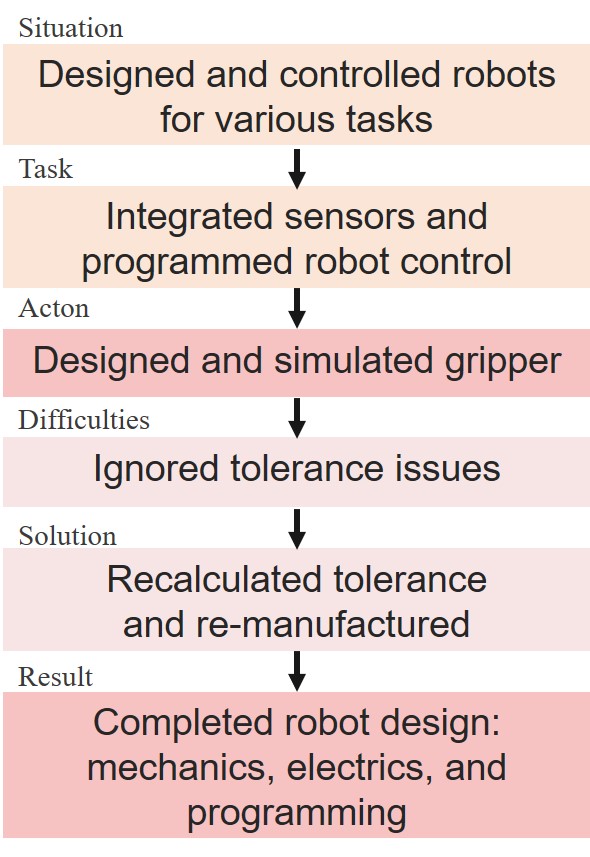 Situation
Designed and controlled robots
for various tasks
Task
Integrated sensors and
programmed robot control
Acton
Designed and simulated gripper
Difficulties
Ignored tolerance issues
Solution
Recalculated tolerance
and re-manufactured
Result
Completed robot design:
mechanics, electrics, and
programming